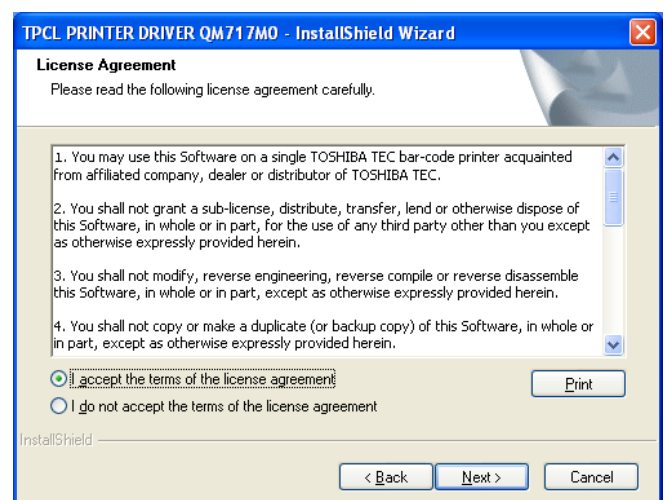 TPCL PRINTER DRIVER QM717M0 - InstallShield Wizard
License Agreement
Please read the following license agreement carefully.
1. You may use this Software on a single TOSHIBA TEC bar-code printer acquainted
from affiliated company, dealer or distributor of TOSHIBA TEC.
2. You shall not grant a sub-license, distribute, transfer, lend or otherwise dispose of
this Software, in whole or in part, for the use of any third party other than you except
as otherwise expressly provided herein.
3. You shall not modify, reverse engineering, reverse compile or reverse disassemble
this Software, in whole or in part, except as otherwise expressly provided herein.
4. You shall not copy or make a duplicate (or backup copy) of this Software, in whole or
in part, except as otherwise expressly provided herein.
I accept the terms of the license agreement
Print
I do not accept the terms of the license agreement
InstallShield
< Back
Next >
Cancel